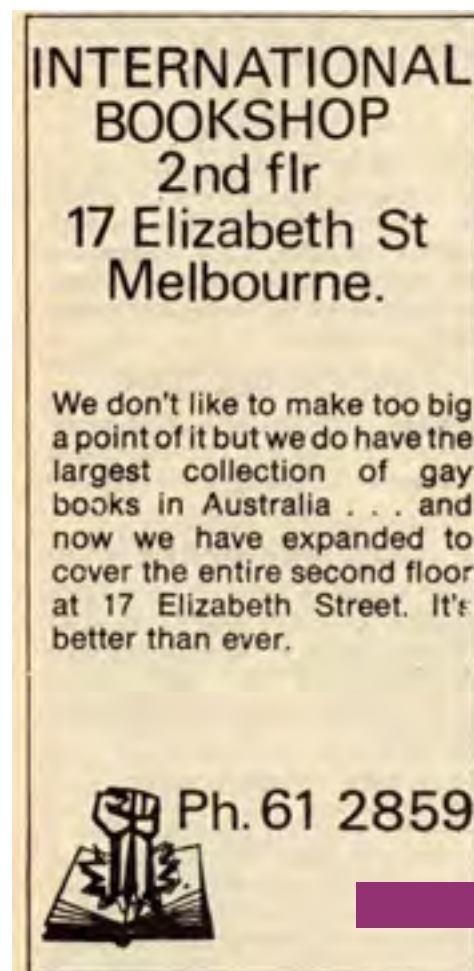 INTERNATIONAL
BOOKSHOP
2nd flr
17 Elizabeth St
Melbourne.
We don't like to make too big
a point of it but we do have the
largest collection of gay
books in Australia . . . and
now we have expanded to
cover the entire second floor
at 17 Elizabeth Street. It's
better than ever.
Ph. 61 2859